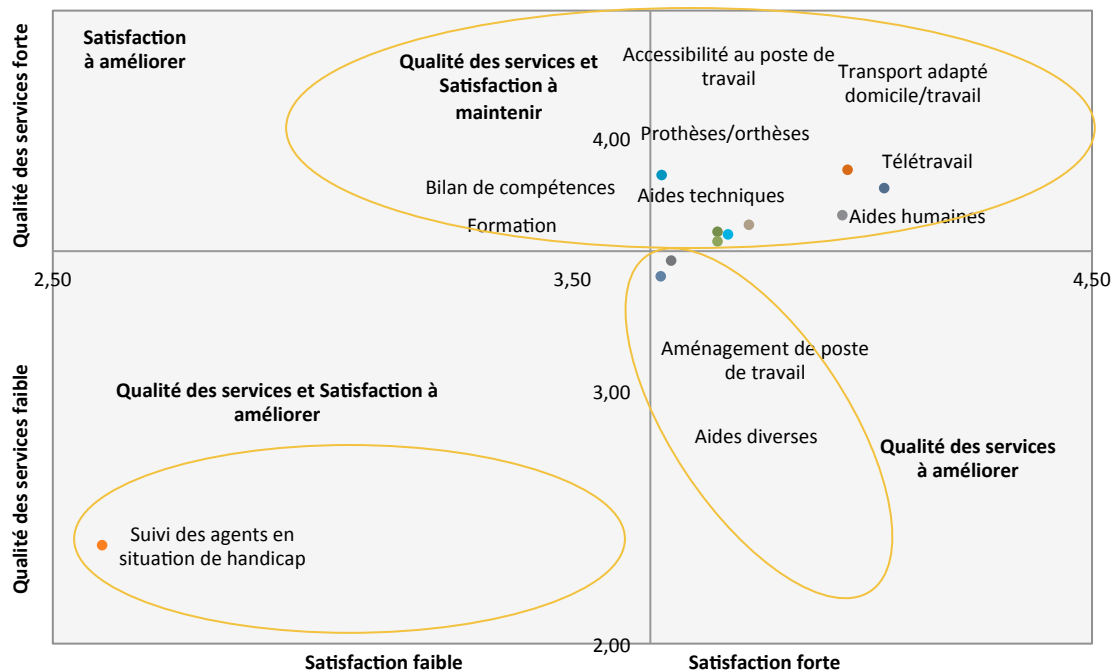 Qualité des services forte
Satisfaction
à améliorer
Qualité des services et
Satisfaction à
maintenir
Accessibilité au poste de
travail
Transport adapté
domicile/travail
4,00
Prothèses/orthèses
Télétravail
Bilan de compétences
Aides techniques
Formation
Aides humaines
2,50
3,50
4,50
Qualité des services faible
Aménagement de poste
de travail
3,00
Qualité des services et Satisfaction à
améliorer
Aides diverses
Qualité des services
à améliorer
Suivi des agents en
situation de handicap
2,00
Satisfaction faible
Satisfaction forte